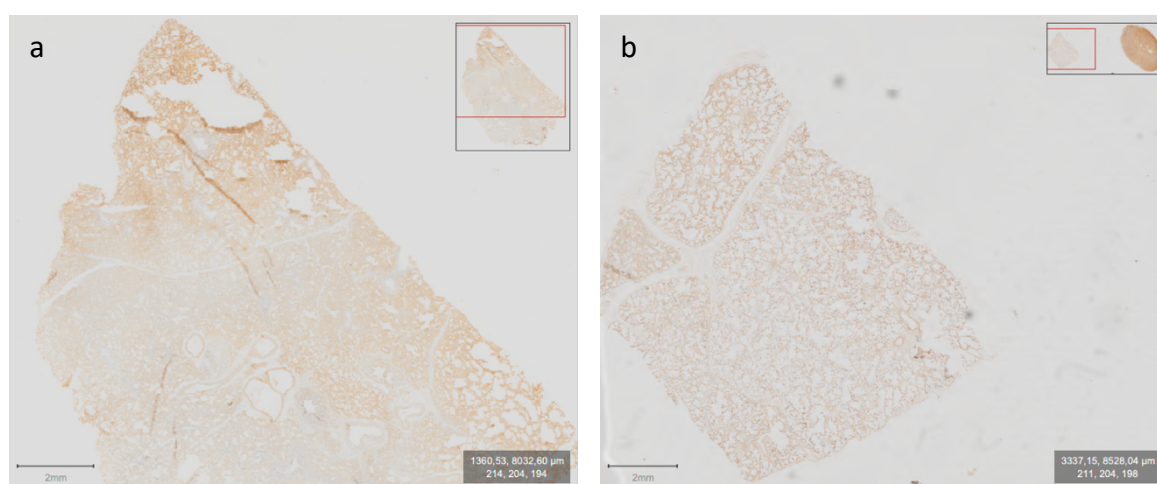 a
2mm
1360,53, 8032,60 µm
214, 204, 194
b
2mm
3337,15, 8528,04 µm
211, 204, 198